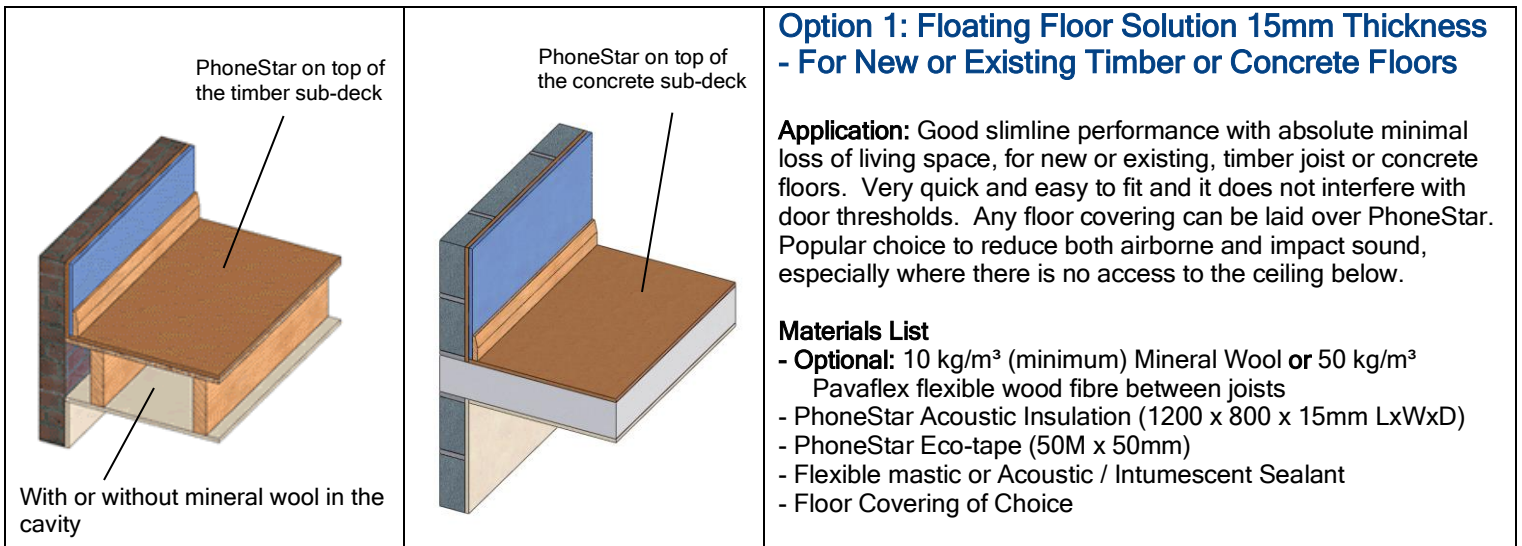 PhoneStar on top of
the timber sub-deck
With or without mineral wool in the
cavity
PhoneStar on top of
the concrete sub-deck
Option 1: Floating Floor Solution 15mm Thickness
- For New or Existing Timber or Concrete Floors
Application: Good slimline performance with absolute minimal
loss of living space, for new or existing, timber joist or concrete
floors. Very quick and easy to fit and it does not interfere with
door thresholds. Any floor covering can be laid over PhoneStar.
Popular choice to reduce both airborne and impact sound,
especially where there is no access to the ceiling below.
Materials List
- Optional: 10 kg/m³ (minimum) Mineral Wool or 50 kg/m³
Pavaflex flexible wood fibre between joists
- PhoneStar Acoustic Insulation (1200 x 800 x 15mm LxWxD)
- PhoneStar Eco-tape (50M x 50mm)
- Flexible mastic or Acoustic / Intumescent Sealant
- Floor Covering of Choice